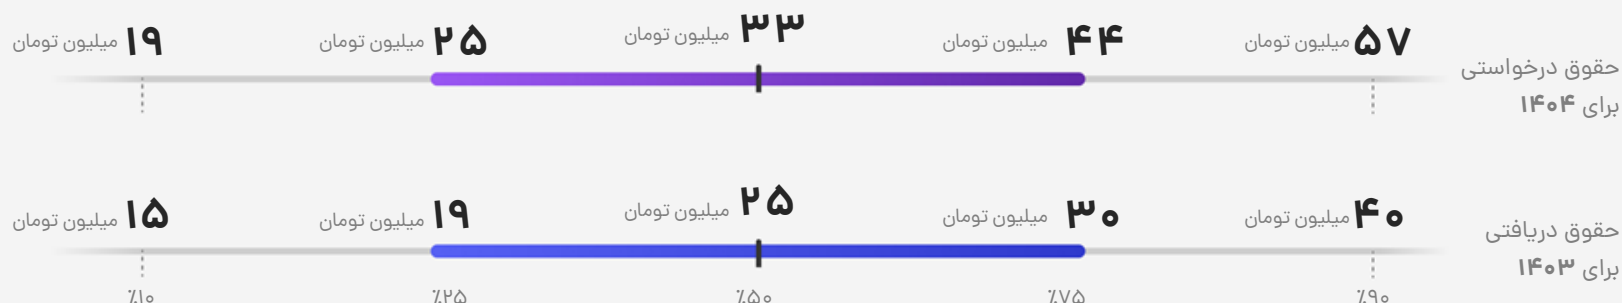 حقوق درخواستی
برای ۱۴۰۴
۵۷ میلیون تومان
۴۴ میلیون تومان
۳۳ میلیون تومان
۲۵ میلیون تومان
۱۹ میلیون تومان
حقوق دریافتی
برای ۱۴۰۳
۴۰ میلیون تومان
۳۰ میلیون تومان
۲۵ میلیون تومان
۱۹ میلیون تومان
۱۵ میلیون تومان
٪۹۰
٪۷۵
٪۵۰
٪۲۵
٪۱۰